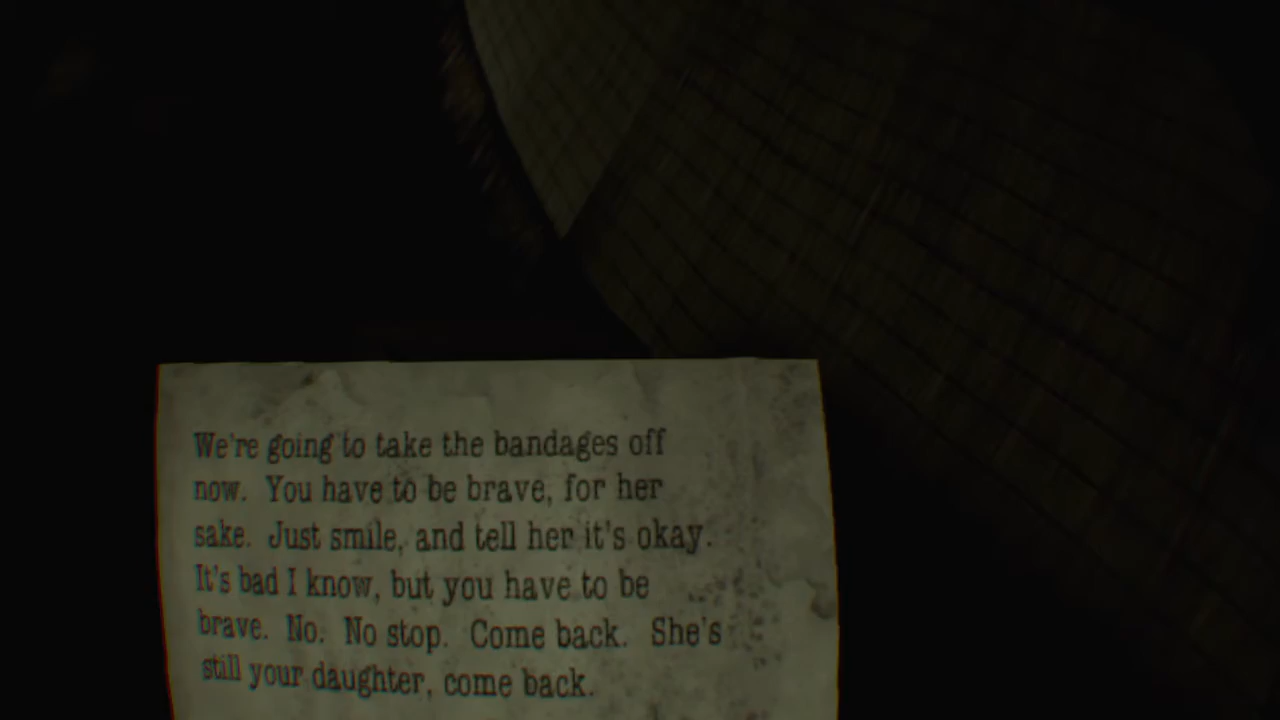 We're going to take the bandages off
now. You have to be brave, for her
sake. Just smile, and tell her it's okay.
It's bad I know, but you have to be
brave. No. No stop. Come back. She's
still your daughter, come back.